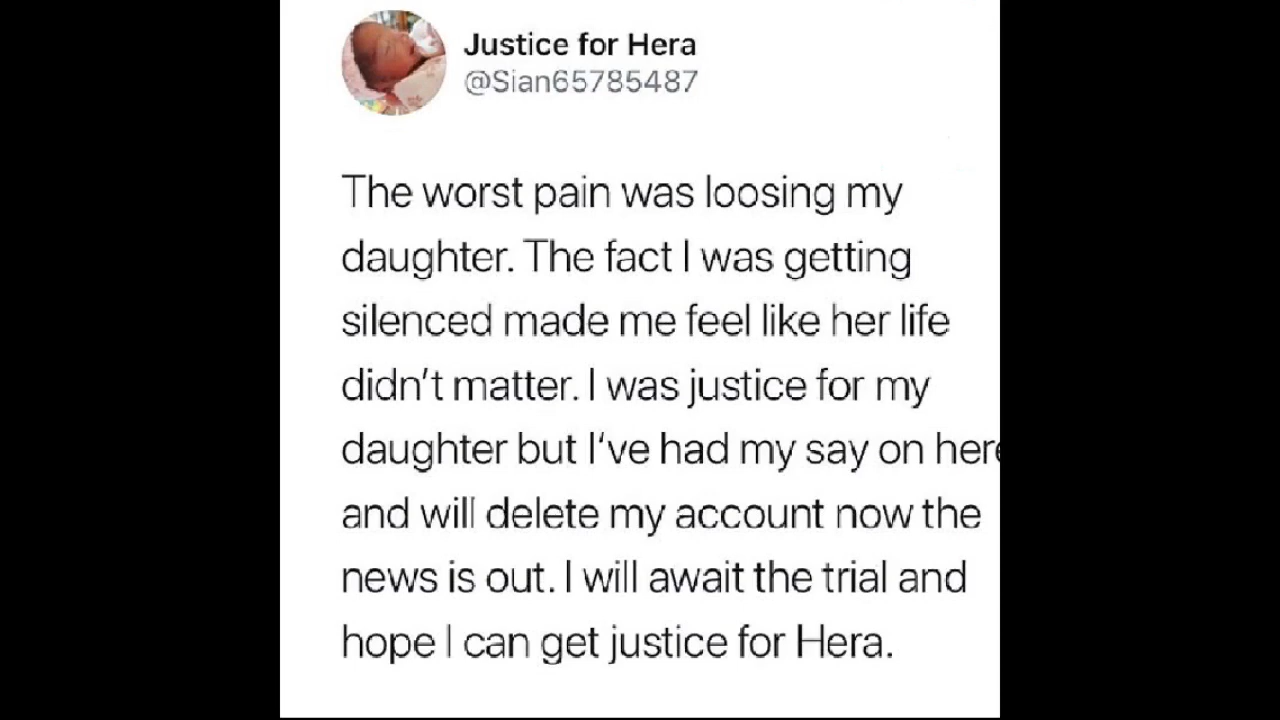 Justice for Hera
@Sian65785487
The worst pain was loosing my
daughter. The fact I was getting
silenced made me feel like her life
didn't matter. I was justice for my
daughter but I've had my say on here
and will delete my account now the
news is out. I will await the trial and
hope I can get justice for Hera.